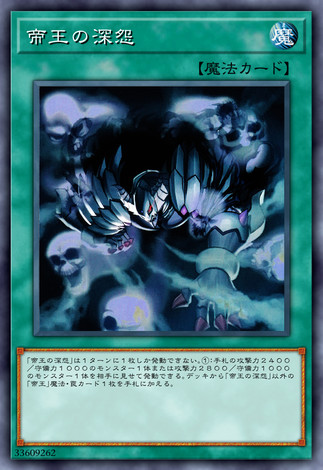 帝王の深怨
魔
【魔法カード】
「帝王の深怨」は１ターンに１枚しか発動できない。①：手札の攻撃力２４００
／守備力１０００のモンスター１体または攻撃力２８００／守備力１０００
のモンスター１体を相手に見せて発動できる。デッキから「帝王の深怨」以外の
「帝王」魔法・罠カード１枚を手札に加える。
33609262